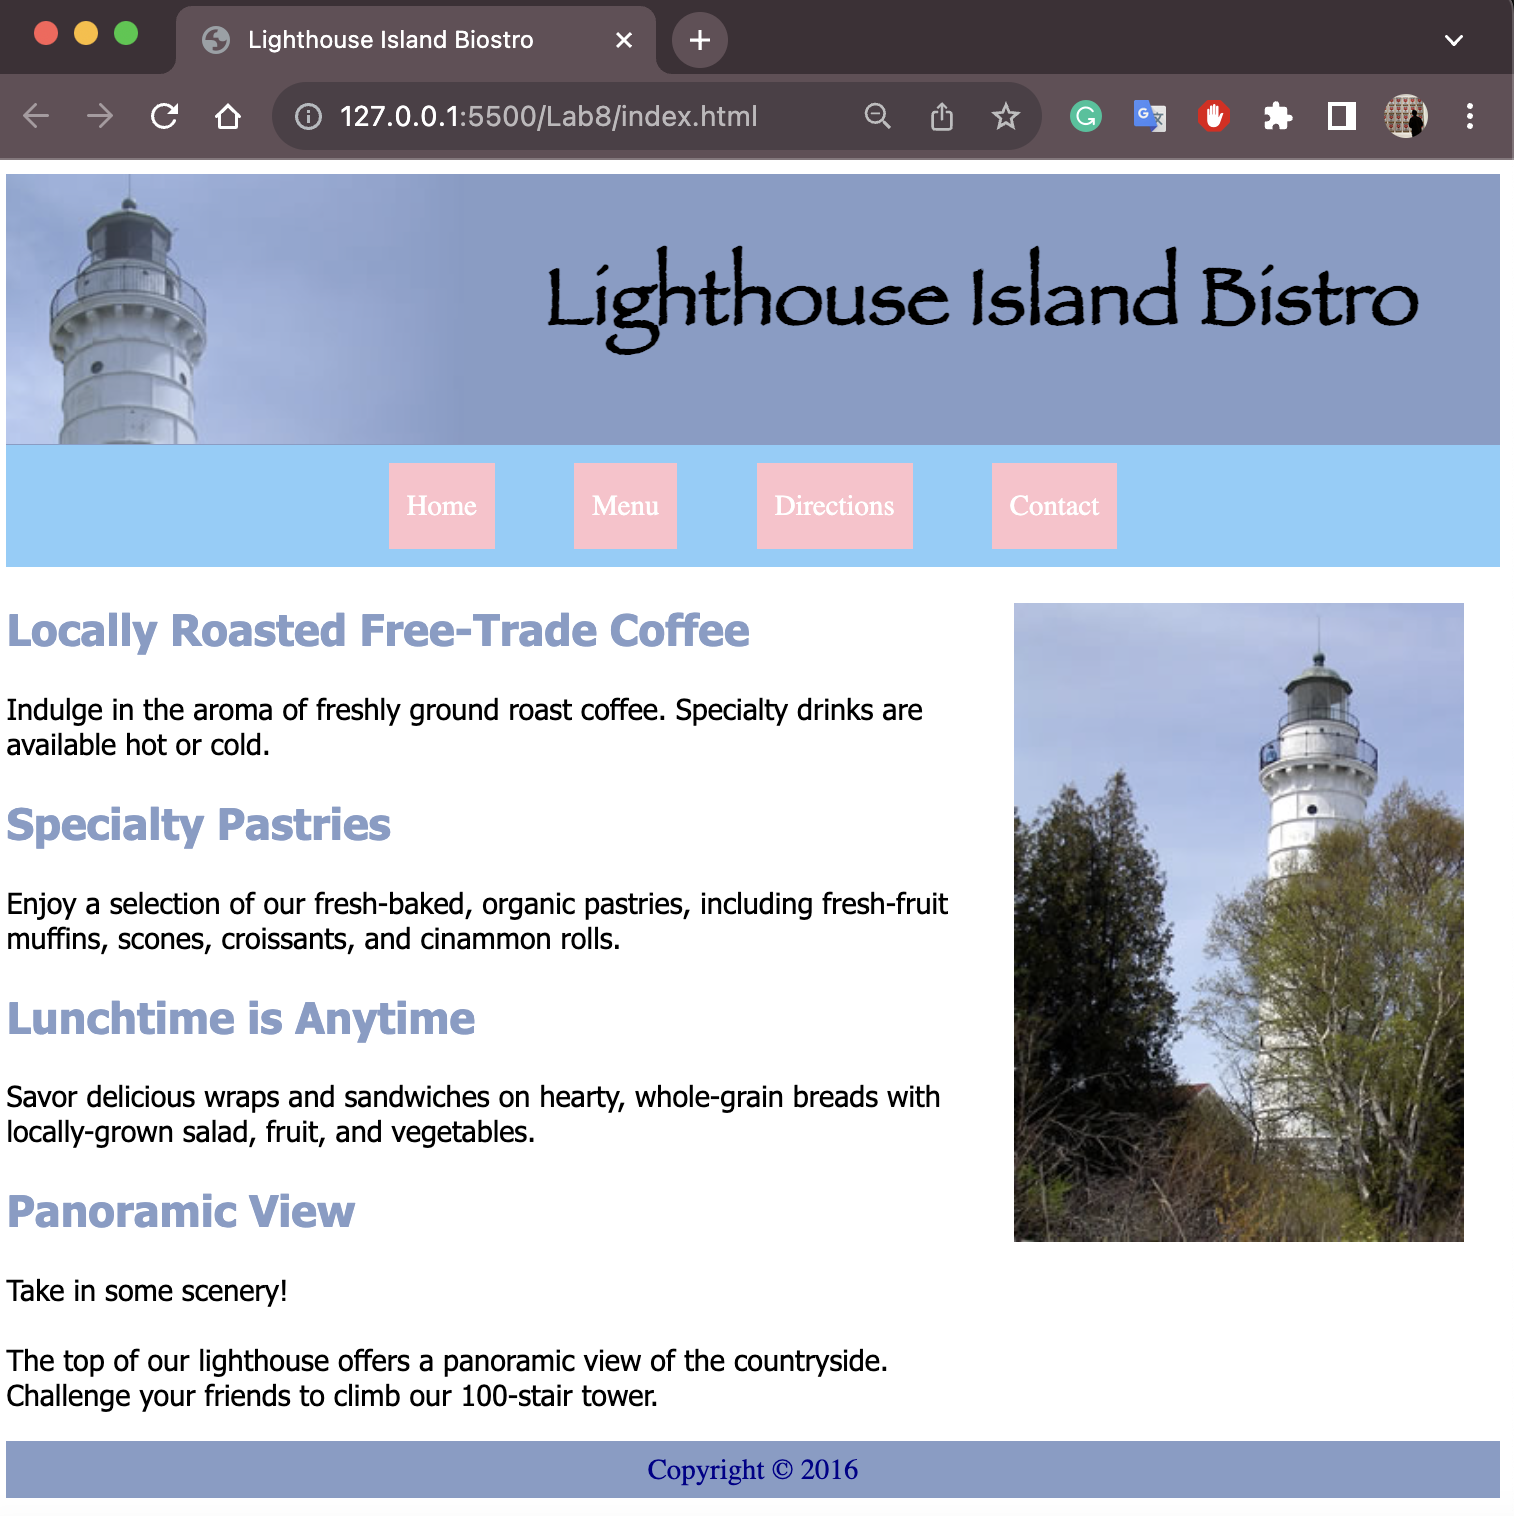 Lighthouse Island Biostro
127.0.0.1:5500/Lab8/index.html
Lighthouse Island Bistro
Home Menu Directions Contact
Locally Roasted Free-Trade Coffee
Indulge in the aroma of freshly ground roast coffee. Specialty drinks are
available hot or cold.
Specialty Pastries
Enjoy a selection of our fresh-baked, organic pastries, including fresh-fruit
muffins, scones, croissants, and cinammon rolls.
Lunchtime is Anytime
Savor delicious wraps and sandwiches on hearty, whole-grain breads with
locally-grown salad, fruit, and vegetables.
Panoramic View
Take in some scenery!
The top of our lighthouse offers a panoramic view of the countryside.
Challenge your friends to climb our 100-stair tower.
Copyright © 2016